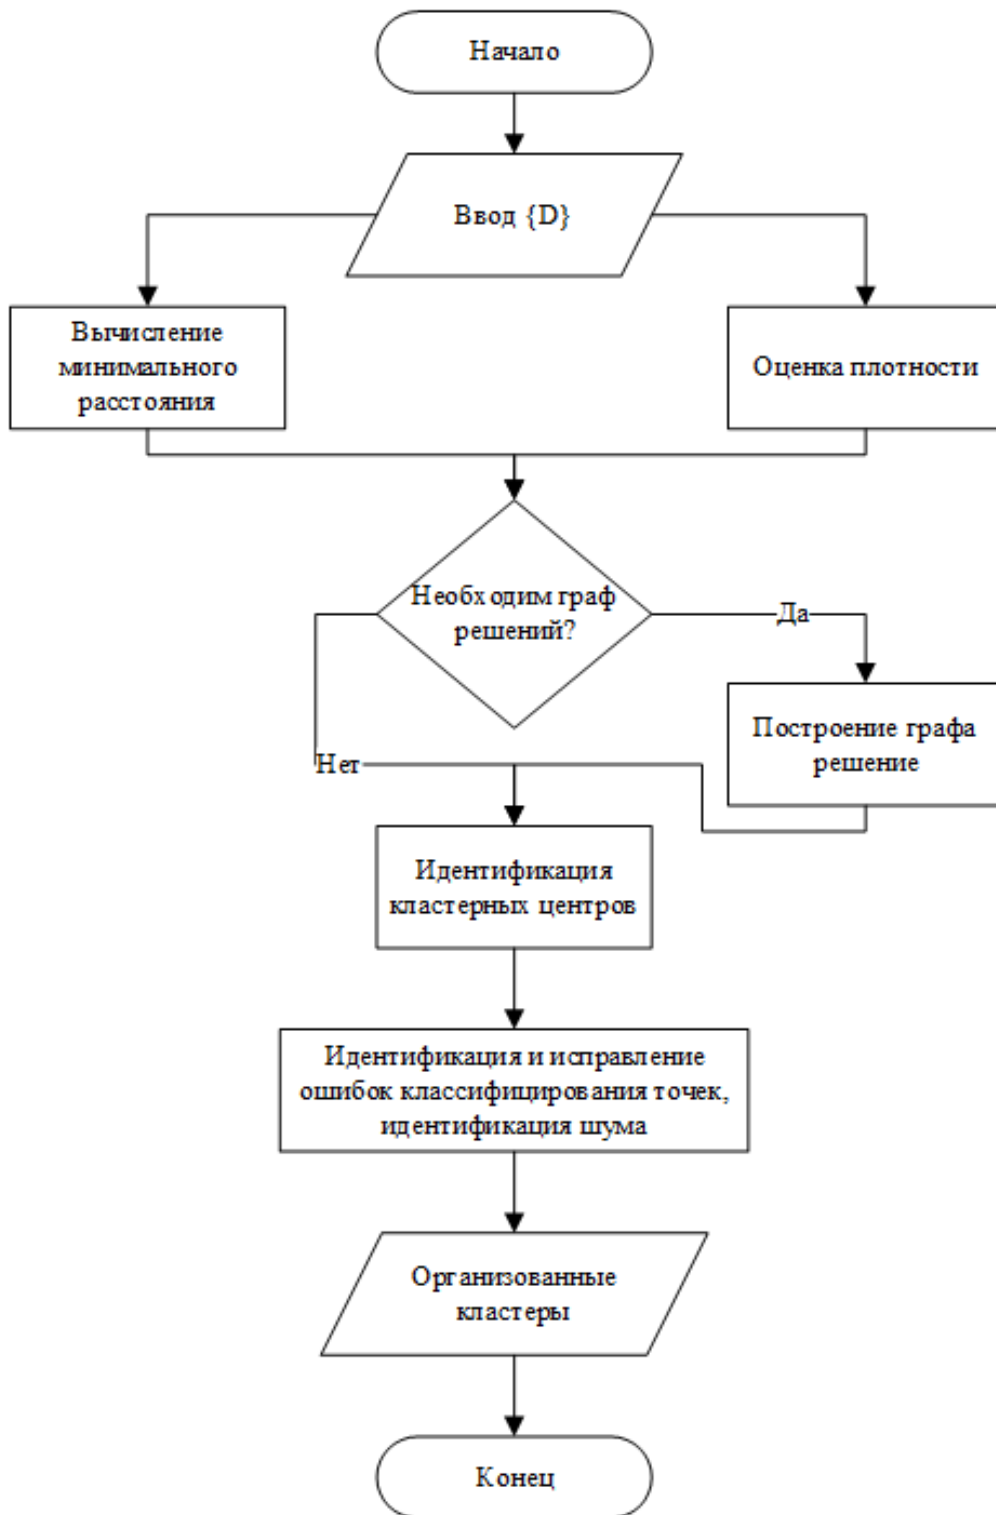 Начало
Ввод {D}
Вычисление
минимального
расстояния
Оценка плотности
Необходим граф
решений?
Да
Построение графа
решение
Нет
Идентификация
кластерных центров
Идентификация и исправление
ошибок классифицирования точек,
идентификация шума
Организованные
кластеры
Конец